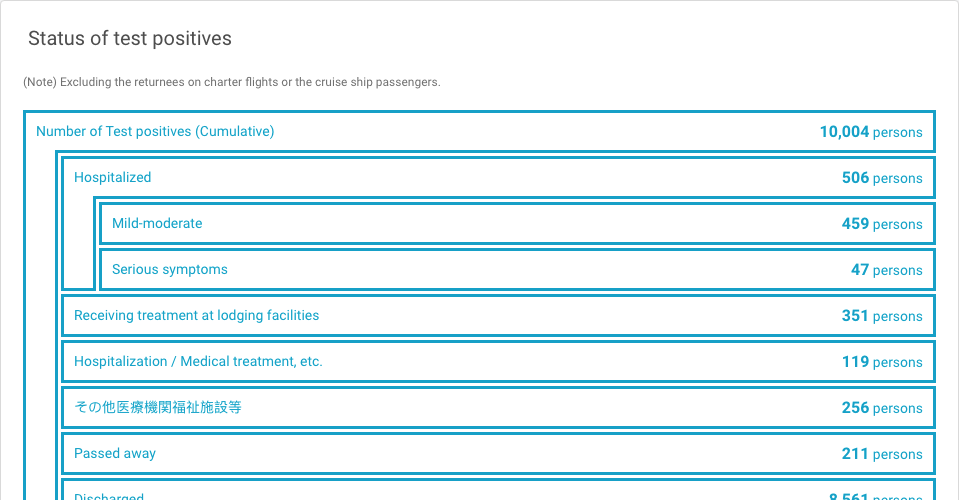 Status of test positives
(Note) Excluding the returnees on charter flights or the cruise ship passengers.
Number of Test positives (Cumulative) 10,004 persons
Hospitalized 506 persons
Mild-moderate 459 persons
Serious symptoms 47 persons
Receiving treatment at lodging facilities 351 persons
Hospitalization / Medical treatment, etc. 119 persons
その他医療機関福祉施設等 256 persons
Passed away 211 persons
Discharged 8,561 persons